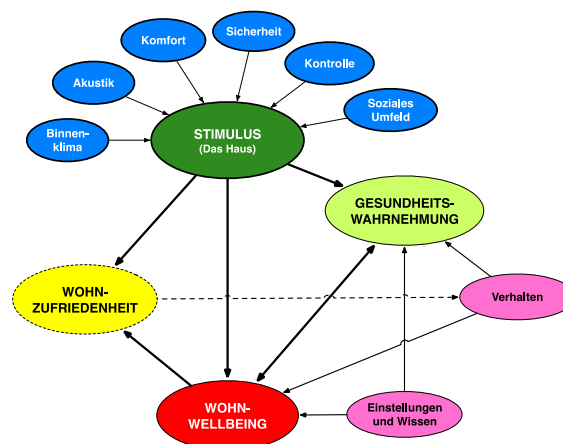 Sicherheit
Komfort
Kontrolle
Akustik
Soziales
Umfeld
Binnen-
klima
STIMULUS
(Das Haus)
GESUNDHEITS-
WAHRNEHMUNG
WOHN-
ZUFRIEDENHEIT
Verhalten
WOHN-
WELLBEING
Einstellungen
und Wissen